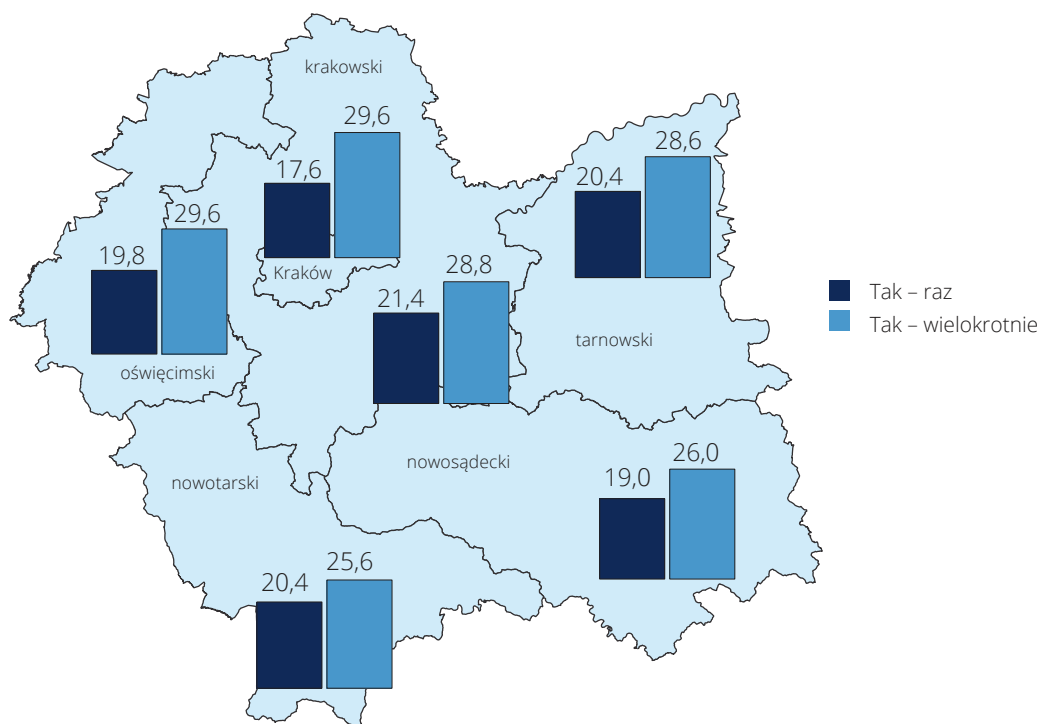 krakowski
29,6
17,6
28,6
20,4
29,6
19,8
Kraków
28,8
21,4
Tak – raz
Tak – wielokrotnie
tarnowski
oświęcimski
nowosądecki
nowotarski
26,0
19,0
25,6
20,4